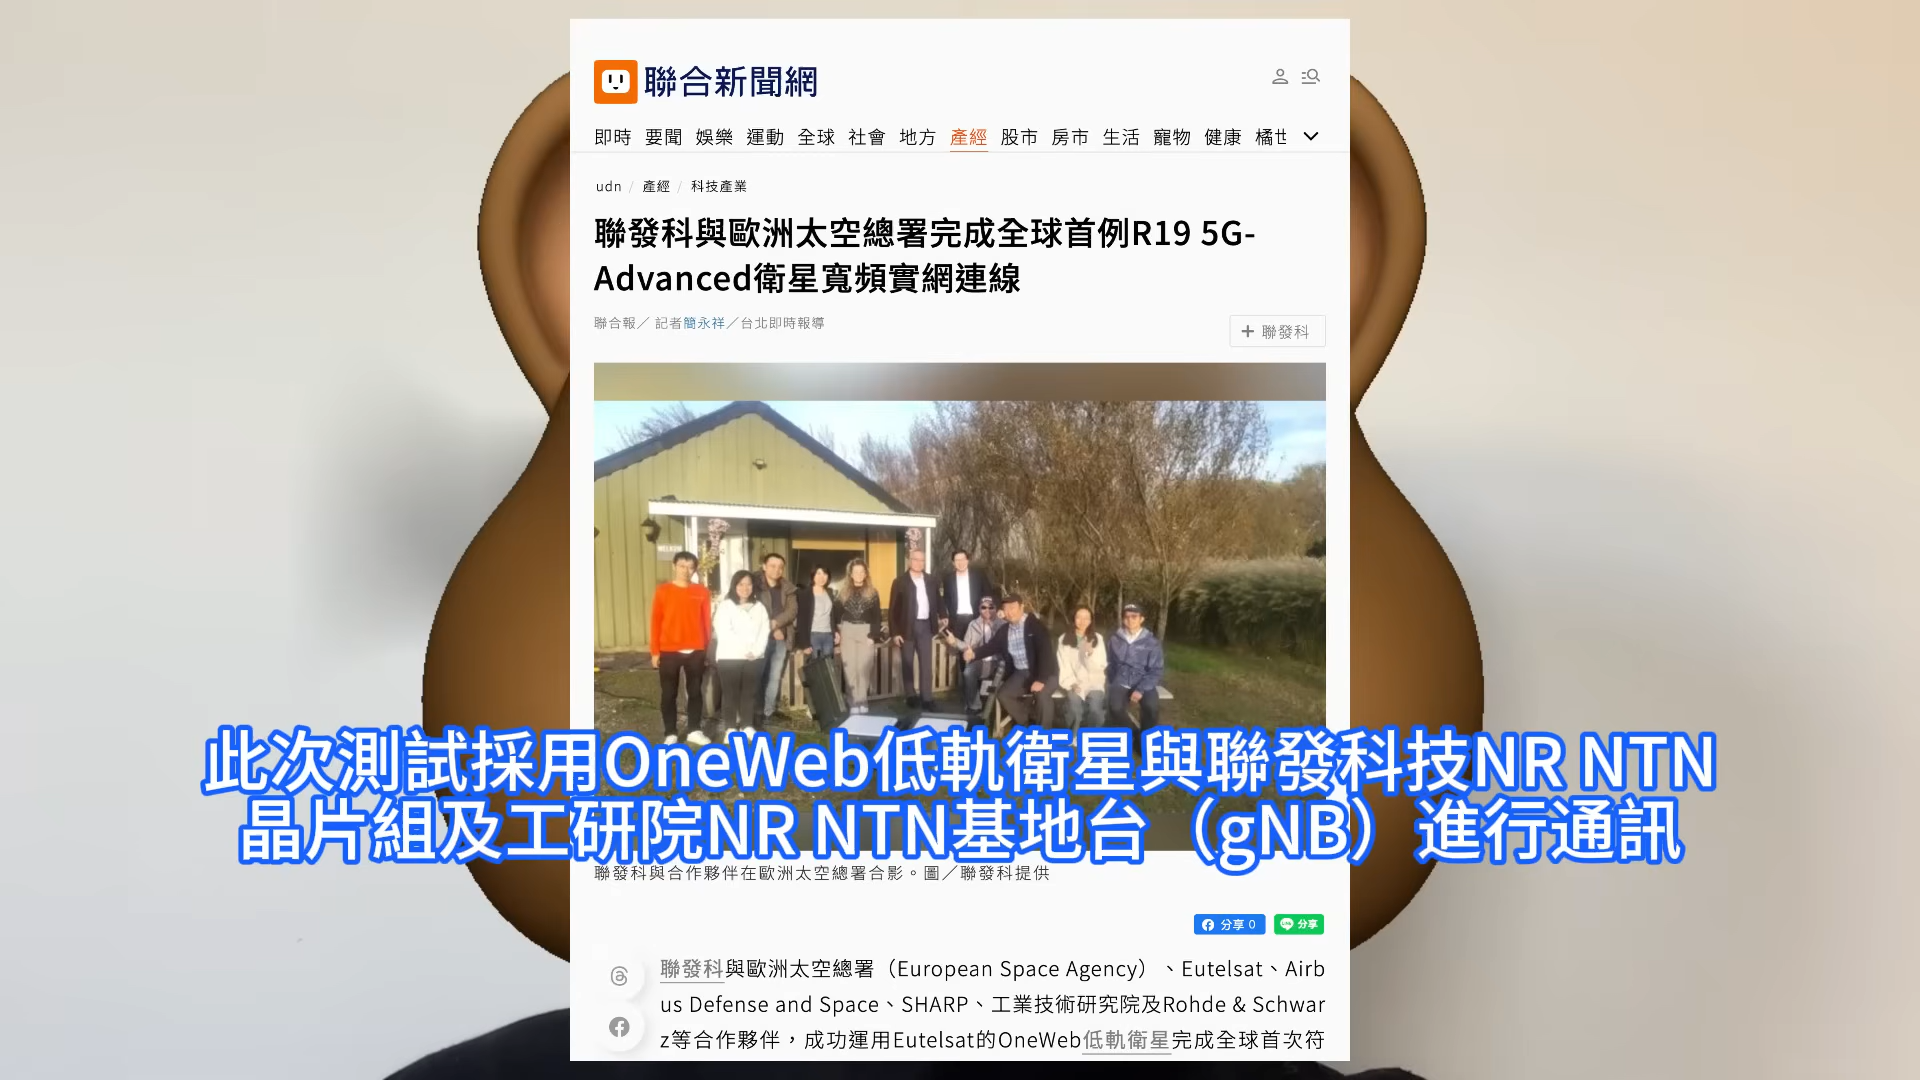 聯合新聞網
即時 要聞 娛樂 運動 全球 社會 地方 產經 股市 房市 生活 寵物 健康 橘世
udn / 產經 / 科技產業
聯發科與歐洲太空總署完成全球首例R19 5G-
Advanced衛星寬頻實網連線
聯合報／ 記者簡永祥／台北即時報導
+ 聯發科
此次測試採用OneWeb低軌衛星與聯發科技NR NTN
晶片組及工研院NR NTN基地台（gNB）進行通訊
聯發科與合作夥伴在歐洲太空總署合影。圖／聯發科提供
分享 0
分享
聯發科與歐洲太空總署（European Space Agency）、Eutelsat、Airb
us Defense and Space、SHARP、工業技術研究院及Rohde & Schwar
z等合作夥伴，成功運用Eutelsat的OneWeb低軌衛星完成全球首次符